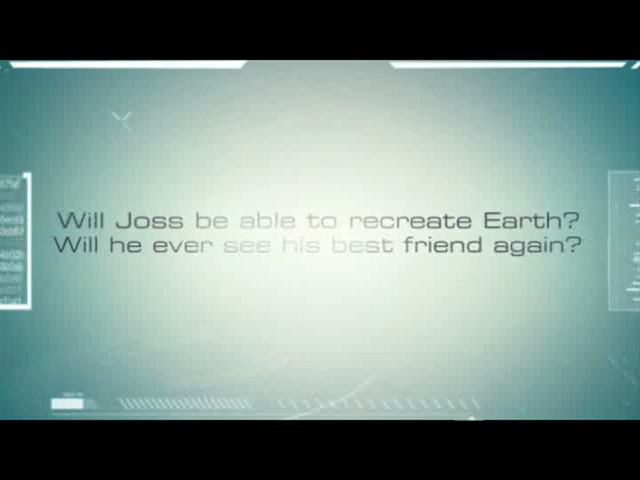 Will Joss be able to recreate Earth?
Will he ever see his best friend again?